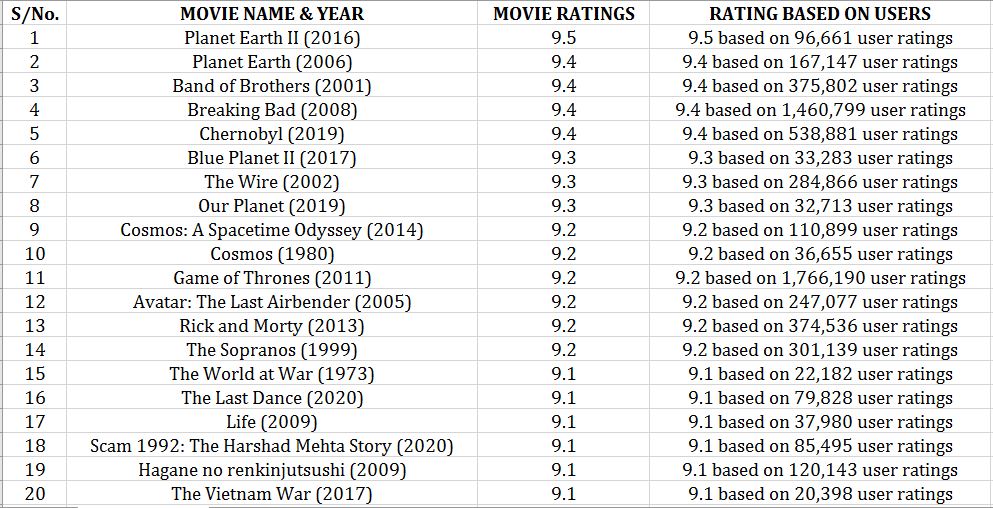 S/No. MOVIE NAME & YEAR MOVIE RATINGS RATING BASED ON USERS
1 Planet Earth II (2016) 9.5 9.5 based on 96,661 user ratings
2 Planet Earth (2006) 9.4 9.4 based on 167,147 user ratings
3 Band of Brothers (2001) 9.4 9.4 based on 375,802 user ratings
4 Breaking Bad (2008) 9.4 9.4 based on 1,460,799 user ratings
5 Chernobyl (2019) 9.4 9.4 based on 538,881 user ratings
6 Blue Planet II (2017) 9.3 9.3 based on 33,283 user ratings
7 The Wire (2002) 9.3 9.3 based on 284,866 user ratings
8 Our Planet (2019) 9.3 9.3 based on 32,713 user ratings
9 Cosmos: A Spacetime Odyssey (2014) 9.2 9.2 based on 110,899 user ratings
10 Cosmos (1980) 9.2 9.2 based on 36,655 user ratings
11 Game of Thrones (2011) 9.2 9.2 based on 1,766,190 user ratings
12 Avatar: The Last Airbender (2005) 9.2 9.2 based on 247,077 user ratings
13 Rick and Morty (2013) 9.2 9.2 based on 374,536 user ratings
14 The Sopranos (1999) 9.2 9.2 based on 301,139 user ratings
15 The World at War (1973) 9.1 9.1 based on 22,182 user ratings
16 The Last Dance (2020) 9.1 9.1 based on 79,828 user ratings
17 Life (2009) 9.1 9.1 based on 37,980 user ratings
18 Scam 1992: The Harshad Mehta Story (2020) 9.1 9.1 based on 85,495 user ratings
19 Hagane no renkinjutsushi (2009) 9.1 9.1 based on 120,143 user ratings
20 The Vietnam War (2017) 9.1 9.1 based on 20,398 user ratings